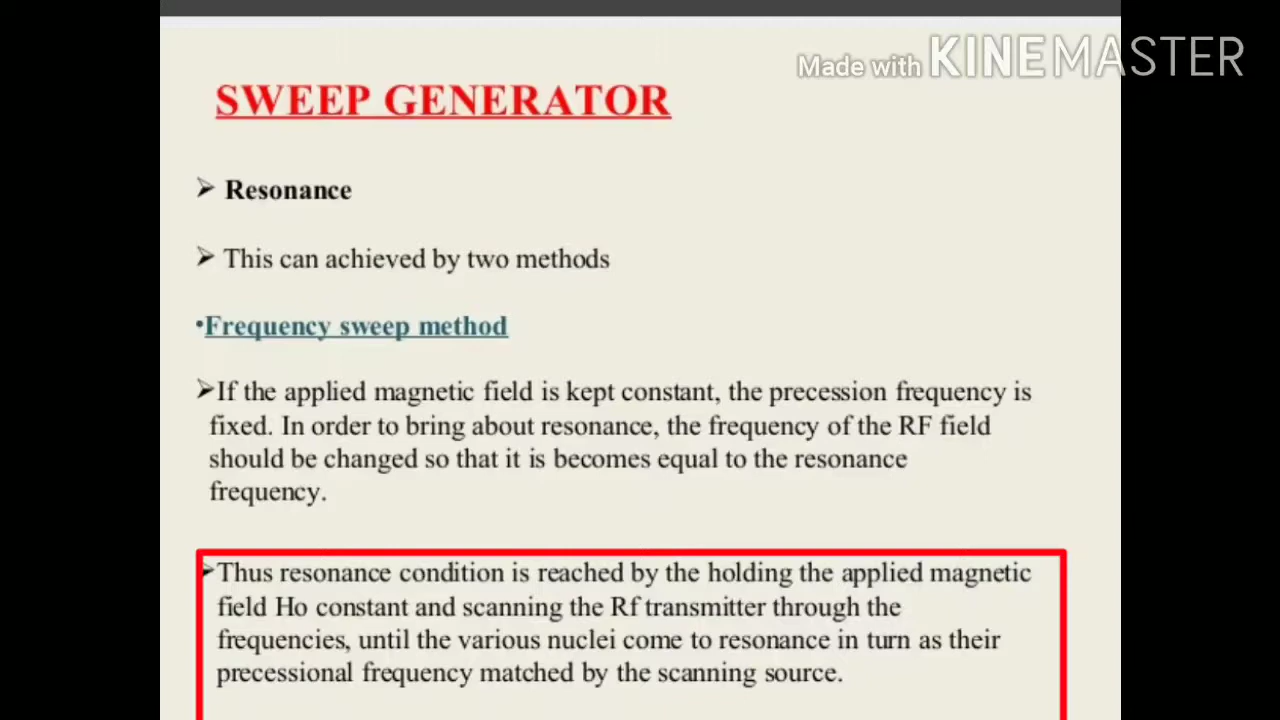 Made with KINEMASTER
SWEEP GENERATOR
➢ Resonance
➢ This can achieved by two methods
•Frequency sweep method
➢If the applied magnetic field is kept constant, the precession frequency is
fixed. In order to bring about resonance, the frequency of the RF field
should be changed so that it is becomes equal to the resonance
frequency.
➢Thus resonance condition is reached by the holding the applied magnetic
field Ho constant and scanning the Rf transmitter through the
frequencies, until the various nuclei come to resonance in turn as their
precessional frequency matched by the scanning source.